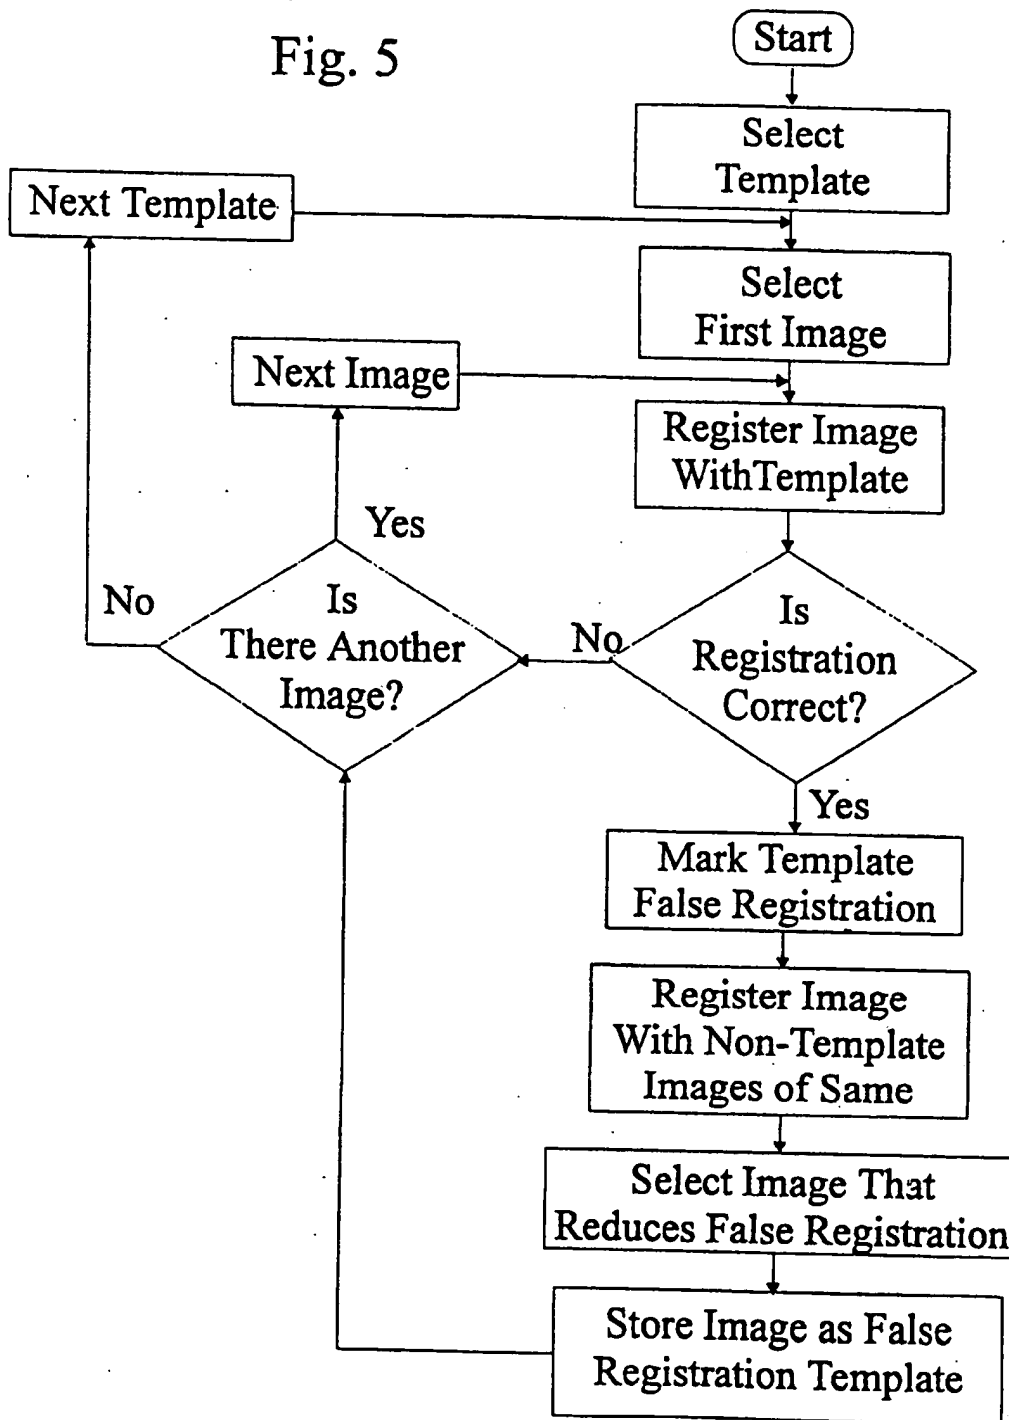 Fig. 5
Start
Select
Template
Next Template
Select
First Image
Next Image
Register Image
WithTemplate
Yes
No
Is
There Another
Image?
No
Is
Registration
Correct?
Yes
Mark Template
False Registration
Register Image
With Non-Template
Images of Same
Select Image That
Reduces False Registration
Store Image as False
Registration Template